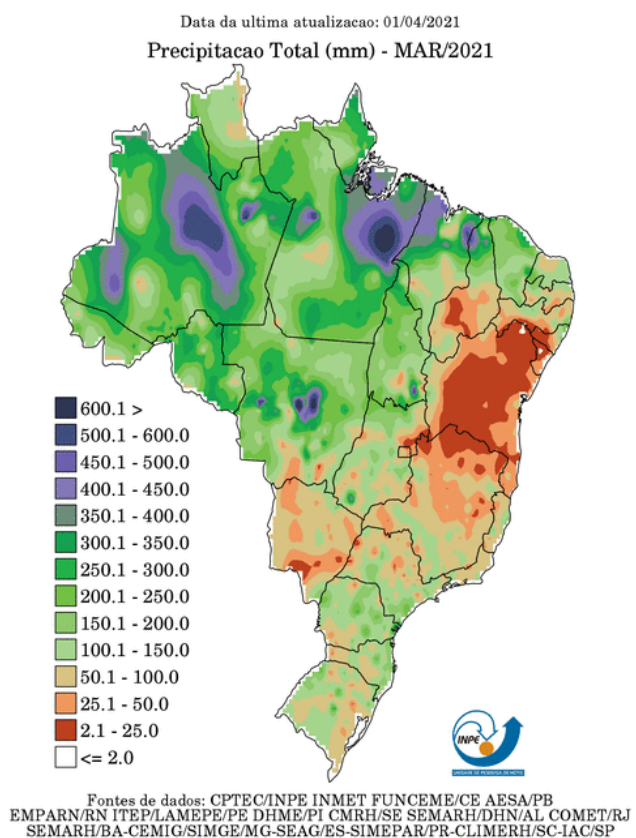 Data da ultima atualizacao: 01/04/2021
Precipitacao Total (mm) - MAR/2021
600.1 >
500.1 - 600.0
450.1 - 500.0
400.1 - 450.0
350.1 - 400.0
300.1 - 350.0
250.1 - 300.0
200.1 - 250.0
150.1 - 200.0
100.1 - 150.0
50.1 - 100.0
25.1 - 50.0
2.1 - 25.0
<= 2.0
INPE
Fontes de dados: CPTEC/INPE INMET FUNCEME/CE AESA/PB
EMPARN/RN ITEP/LAMEPE/PE DHME/PI CMRH/SE SEMARH/DHN/AL COMET/RJ
SEMARH/BA-CEMIG/SIMGE/MG-SEAG/ES-SIMEPAR/PR-CLIMERH/SC-IAC/SP